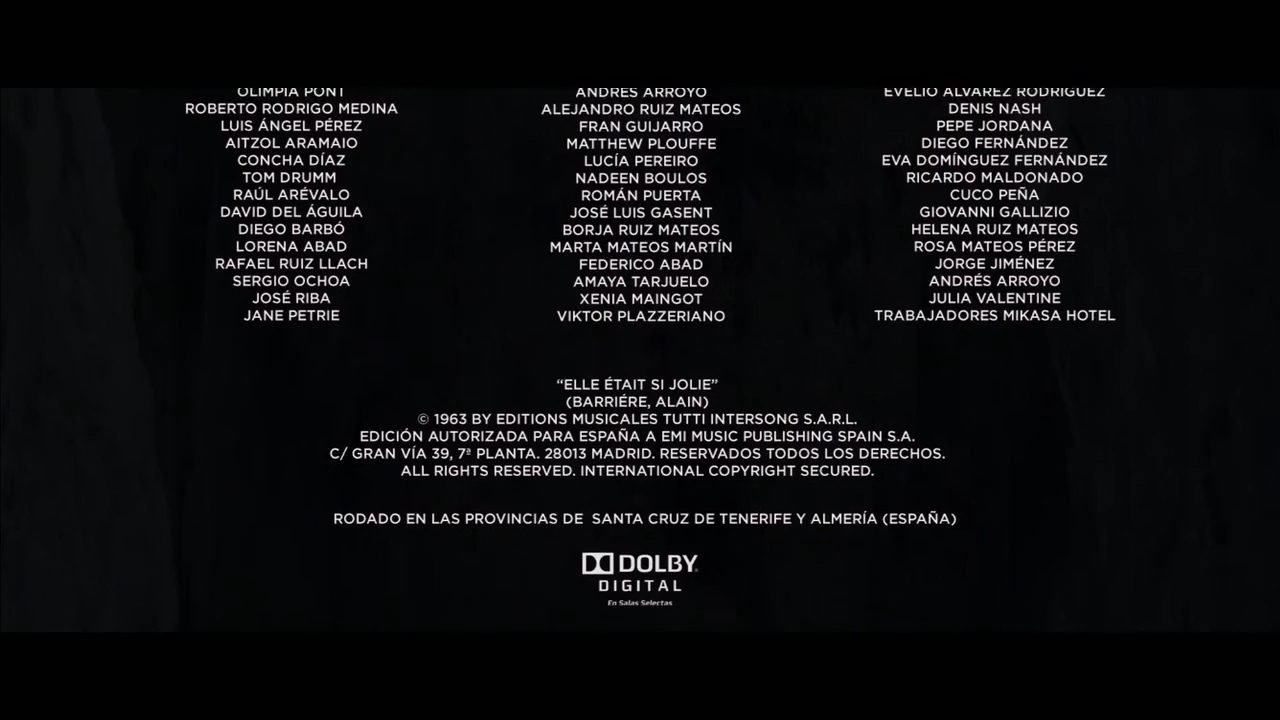 OLIMPIA PONT
ROBERTO RODRIGO MEDINA
LUIS ÁNGEL PÉREZ
AITZOL ARAMAIO
CONCHA DÍAZ
TOM DRUMM
RAÚL ARÉVALO
DAVID DEL ÁGUILA
DIEGO BARBÓ
LORENA ABAD
RAFAEL RUIZ LLACH
SERGIO OCHOA
JOSÉ RIBA
JANE PETRIE
ANDRÉS ARROYO
ALEJANDRO RUIZ MATEOS
FRAN GUIJARRO
MATTHEW PLOUFFE
LUCÍA PEREIRO
NADEEN BOULOS
ROMÁN PUERTA
JOSÉ LUIS GASENT
BORJA RUIZ MATEOS
MARTA MATEOS MARTÍN
FEDERICO ABAD
AMAYA TARJUELO
XENIA MAINGOT
VIKTOR PLAZZERIANO
EVELIO ÁLVAREZ RODRÍGUEZ
DENIS NASH
PEPE JORDANA
DIEGO FERNÁNDEZ
EVA DOMÍNGUEZ FERNÁNDEZ
RICARDO MALDONADO
CUCO PEÑA
GIOVANNI GALLIZIO
HELENA RUIZ MATEOS
ROSA MATEOS PÉREZ
JORGE JIMÉNEZ
ANDRÉS ARROYO
JULIA VALENTINE
TRABAJADORES MIKASA HOTEL
“ELLE ÉTAIT SI JOLIE”
(BARRIÉRE, ALAIN)
© 1963 BY EDITIONS MUSICALES TUTTI INTERSONG S.A.R.L.
EDICIÓN AUTORIZADA PARA ESPAÑA A EMI MUSIC PUBLISHING SPAIN S.A.
C/ GRAN VÍA 39, 7ª PLANTA. 28013 MADRID. RESERVADOS TODOS LOS DERECHOS.
ALL RIGHTS RESERVED. INTERNATIONAL COPYRIGHT SECURED.
RODADO EN LAS PROVINCIAS DE SANTA CRUZ DE TENERIFE Y ALMERÍA (ESPAÑA)
DOLBY
DIGITAL
En Salas Selectas